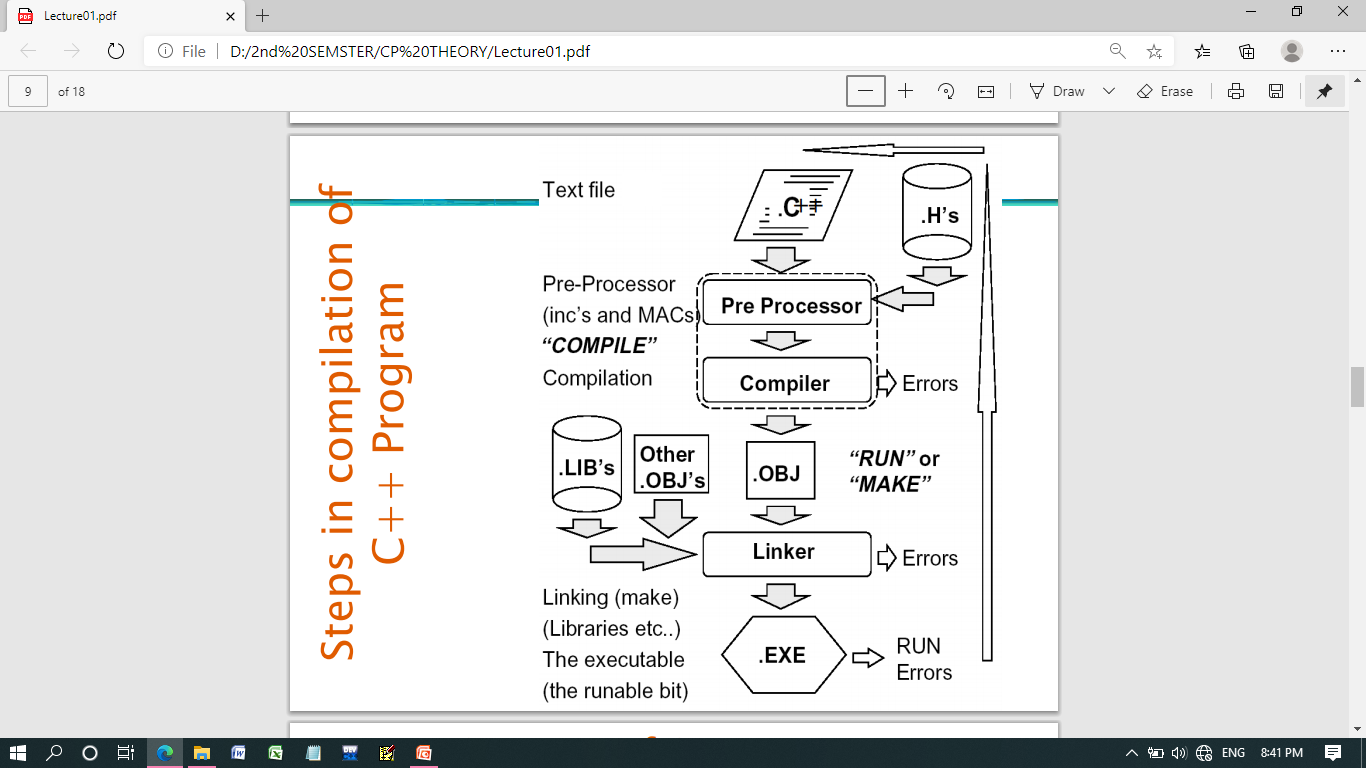 Lecture01.pdf
File
D:/2nd%20SEMSTER/CP%20THEORY/Lecture01.pdf
9
of 18
Draw
Erase
Steps in compilation of
C++ Program
Text file
.C++
.H's
Pre-Processor
(inc's and MACs)
“COMPILE”
Compilation
Pre Processor
Compiler
Errors
.LIB's
Other
.OBJ's
.OBJ
“RUN” or
“MAKE”
Linker
Errors
Linking (make)
(Libraries etc..)
The executable
(the runable bit)
.EXE
RUN
Errors
ENG
8:41 PM